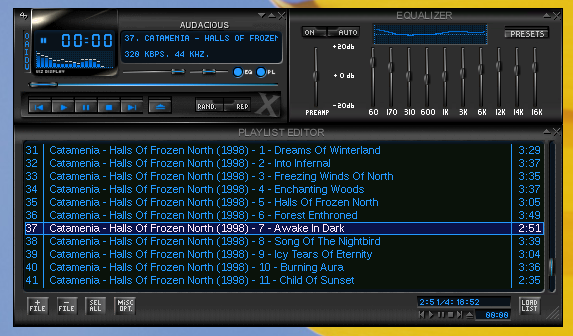 AUDACIOUS
OAIDV
00:00
VIS DISPLAY
37. CATAMENIA - HALLS OF FROZEN
320 KBPS. 44 KHZ.
EQ PL
RAND. REP
X
EQUALIZER
ON AUTO
PRESETS
+20db
+0 db
-20db
PREAMP 60 170 310 600 1K 3K 6K 12K 14K 16K
PLAYLIST EDITOR
31 Catamenia - Halls Of Frozen North (1998) - 1 - Dreams Of Winterland 3:29
32 Catamenia - Halls Of Frozen North (1998) - 2 - Into Infernal 3:37
33 Catamenia - Halls Of Frozen North (1998) - 3 - Freezing Winds Of North 3:35
34 Catamenia - Halls Of Frozen North (1998) - 4 - Enchanting Woods 3:37
35 Catamenia - Halls Of Frozen North (1998) - 5 - Halls Of Frozen North 3:05
36 Catamenia - Halls Of Frozen North (1998) - 6 - Forest Enthroned 3:49
37 Catamenia - Halls Of Frozen North (1998) - 7 - Awake In Dark 2:51
38 Catamenia - Halls Of Frozen North (1998) - 8 - Song Of The Nightbird 3:39
39 Catamenia - Halls Of Frozen North (1998) - 9 - Icy Tears Of Eternity 3:04
40 Catamenia - Halls Of Frozen North (1998) - 10 - Burning Aura 3:36
41 Catamenia - Halls Of Frozen North (1998) - 11 - Child Of Sunset 2:35
+ FILE - FILE SEL ALL MISC OPT. 2:51/4:18:52 LOAD LIST
00:00